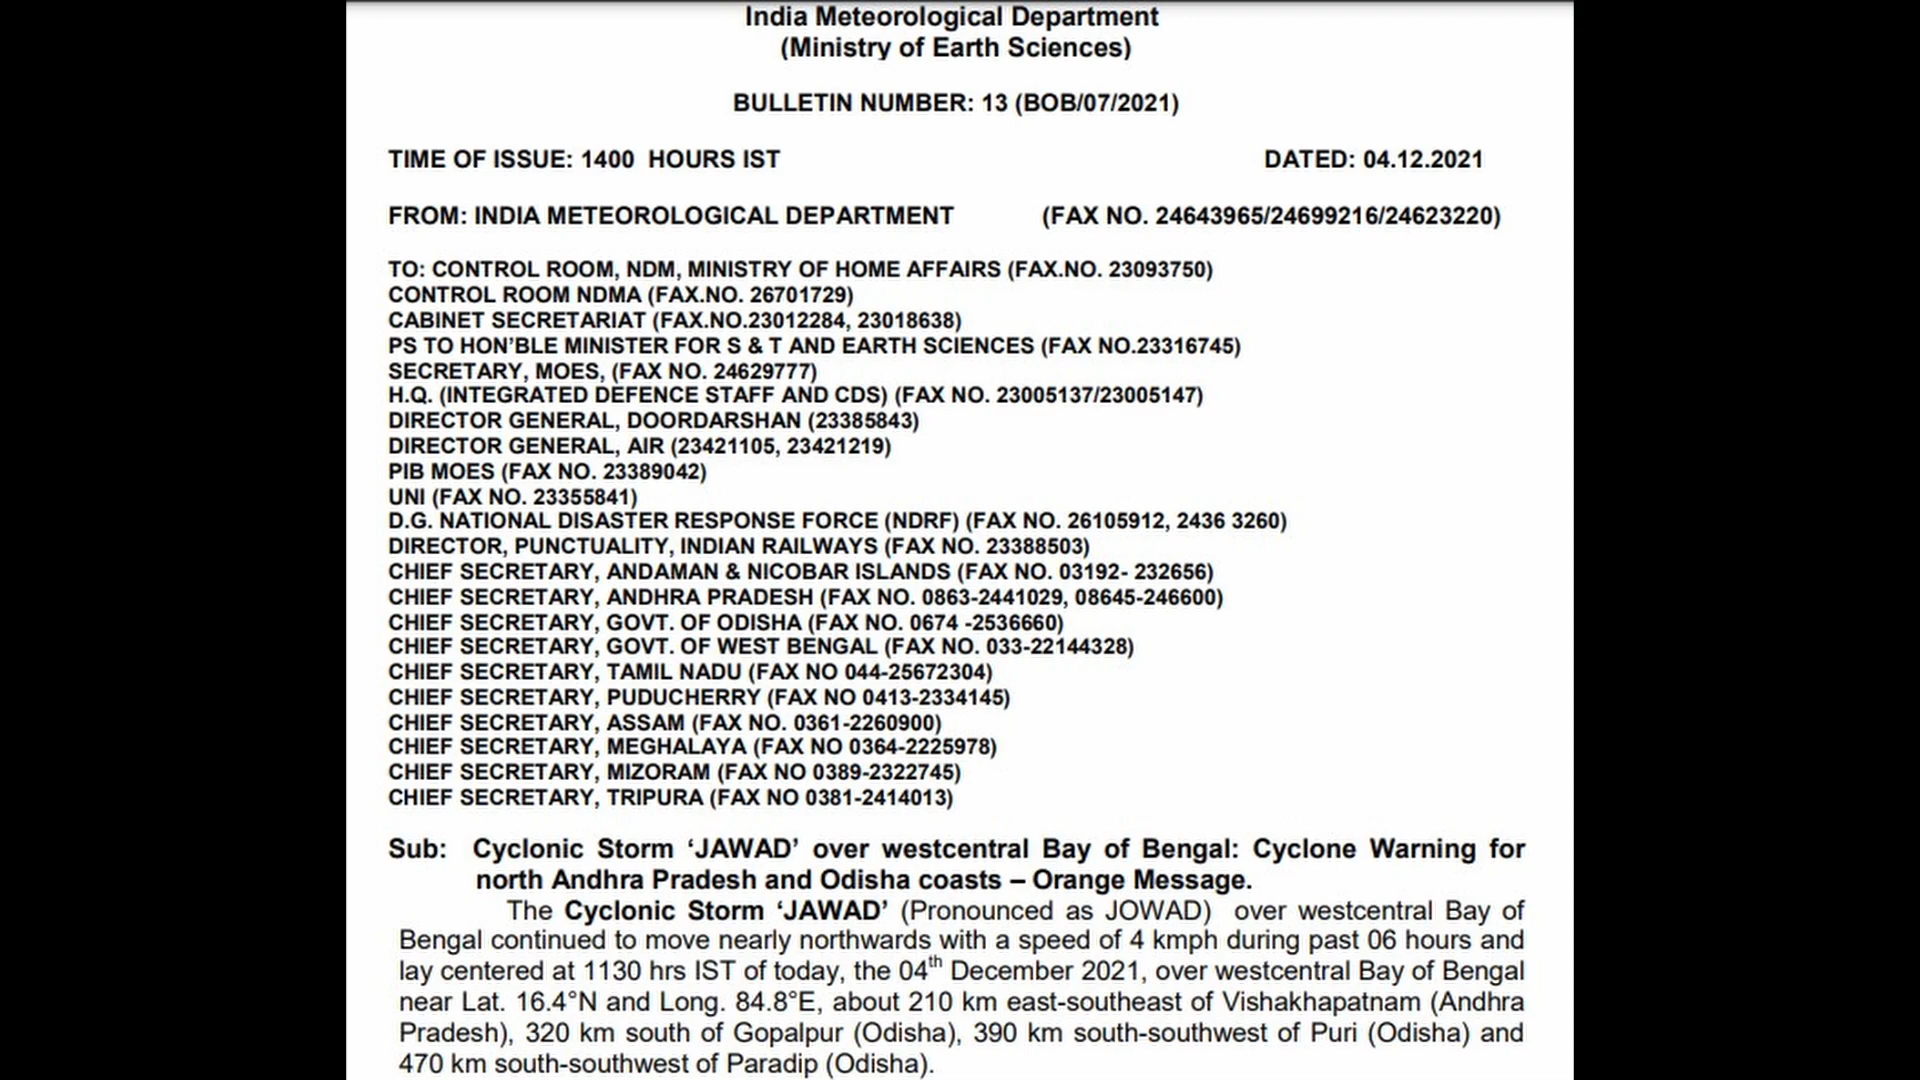 India Meteorological Department
(Ministry of Earth Sciences)
BULLETIN NUMBER: 13 (BOB/07/2021)
TIME OF ISSUE: 1400 HOURS IST DATED: 04.12.2021
FROM: INDIA METEOROLOGICAL DEPARTMENT (FAX NO. 24643965/24699216/24623220)
TO: CONTROL ROOM, NDM, MINISTRY OF HOME AFFAIRS (FAX.NO. 23093750)
CONTROL ROOM NDMA (FAX.NO. 26701729)
CABINET SECRETARIAT (FAX.NO.23012284, 23018638)
PS TO HON’BLE MINISTER FOR S & T AND EARTH SCIENCES (FAX NO.23316745)
SECRETARY, MOES, (FAX NO. 24629777)
H.Q. (INTEGRATED DEFENCE STAFF AND CDS) (FAX NO. 23005137/23005147)
DIRECTOR GENERAL, DOORDARSHAN (23385843)
DIRECTOR GENERAL, AIR (23421105, 23421219)
PIB MOES (FAX NO. 23389042)
UNI (FAX NO. 23355841)
D.G. NATIONAL DISASTER RESPONSE FORCE (NDRF) (FAX NO. 26105912, 2436 3260)
DIRECTOR, PUNCTUALITY, INDIAN RAILWAYS (FAX NO. 23388503)
CHIEF SECRETARY, ANDAMAN & NICOBAR ISLANDS (FAX NO. 03192- 232656)
CHIEF SECRETARY, ANDHRA PRADESH (FAX NO. 0863-2441029, 08645-246600)
CHIEF SECRETARY, GOVT. OF ODISHA (FAX NO. 0674 -2536660)
CHIEF SECRETARY, GOVT. OF WEST BENGAL (FAX NO. 033-22144328)
CHIEF SECRETARY, TAMIL NADU (FAX NO 044-25672304)
CHIEF SECRETARY, PUDUCHERRY (FAX NO 0413-2334145)
CHIEF SECRETARY, ASSAM (FAX NO. 0361-2260900)
CHIEF SECRETARY, MEGHALAYA (FAX NO 0364-2225978)
CHIEF SECRETARY, MIZORAM (FAX NO 0389-2322745)
CHIEF SECRETARY, TRIPURA (FAX NO 0381-2414013)
Sub: Cyclonic Storm ‘JAWAD’ over westcentral Bay of Bengal: Cyclone Warning for
north Andhra Pradesh and Odisha coasts – Orange Message.
The Cyclonic Storm ‘JAWAD’ (Pronounced as JOWAD) over westcentral Bay of
Bengal continued to move nearly northwards with a speed of 4 kmph during past 06 hours and
lay centered at 1130 hrs IST of today, the 04th December 2021, over westcentral Bay of Bengal
near Lat. 16.4°N and Long. 84.8°E, about 210 km east-southeast of Vishakhapatnam (Andhra
Pradesh), 320 km south of Gopalpur (Odisha), 390 km south-southwest of Puri (Odisha) and
470 km south-southwest of Paradip (Odisha).